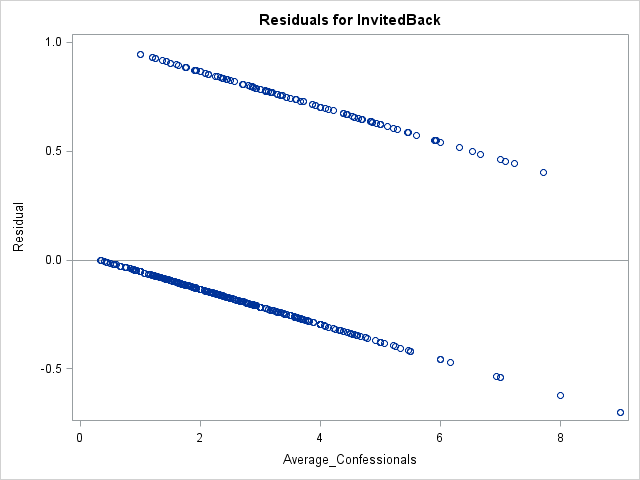 Residuals for InvitedBack
1.0
0.5
0.0
-0.5
Residual
0 2 4 6 8
Average_Confessionals